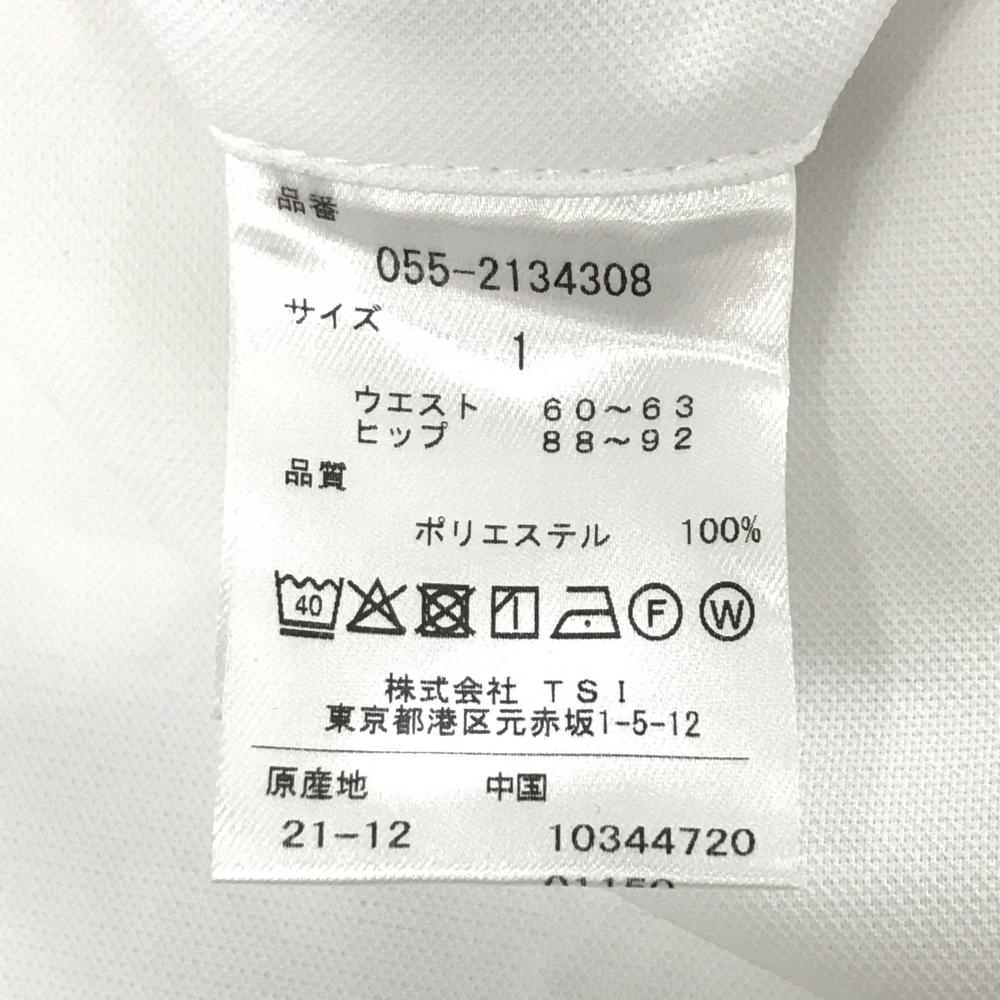 品番
055-2134308
サイズ
1
ウエスト 60～63
ヒップ 88～92
品質
ポリエステル 100%
40 F W
株式会社 TSI
東京都港区元赤坂1-5-12
原産地 中国
21-12 10344720